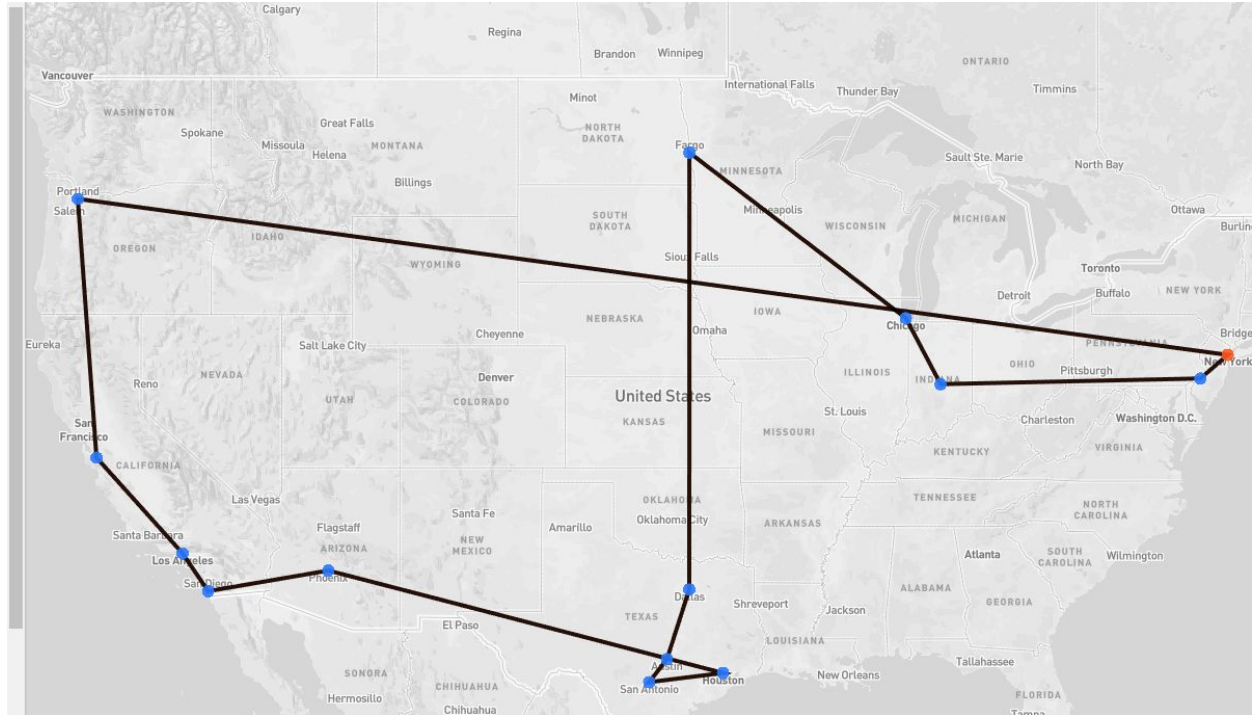 Calgary
Regina
Brandon
Winnipeg
ONTARIO
Vancouver
International Falls
Thunder Bay
Timmins
Minot
WASHINGTON
Great Falls
Spokane
NORTH
DAKOTA
Missoula
MONTANA
Helena
Fargo
Sault Ste. Marie
North Bay
MINNESOTA
Billings
Portland
Salem
Minneapolis
Ottawa
SOUTH
DAKOTA
WISCONSIN
MICHIGAN
IDAHO
OREGON
Sioux Falls
WYOMING
Toronto
Buffalo
NEW YORK
Detroit
IOWA
NEBRASKA
Chicago
Omaha
Eureka
Salt Lake City
Cheyenne
PENNSYLVANIA
New York
OHIO
Pittsburgh
ILLINOIS
INDIANA
Reno
NEVADA
Denver
UTAH
COLORADO
United States
St. Louis
Washington D.C.
KANSAS
Charleston
San
Francisco
MISSOURI
VIRGINIA
KENTUCKY
CALIFORNIA
Las Vegas
OKLAHOMA
TENNESSEE
NORTH
CAROLINA
Santa Fe
Oklahoma City
Flagstaff
Amarillo
ARKANSAS
Santa Barbara
NEW
MEXICO
ARIZONA
Los Angeles
Atlanta
SOUTH
CAROLINA
Wilmington
San Diego
Phoenix
ALABAMA
Dallas
Shreveport
Jackson
GEORGIA
El Paso
TEXAS
LOUISIANA
Austin
Tallahassee
SONORA
New Orleans
Houston
San Antonio
CHIHUAHUA
Hermosillo
FLORIDA
Chihuahua